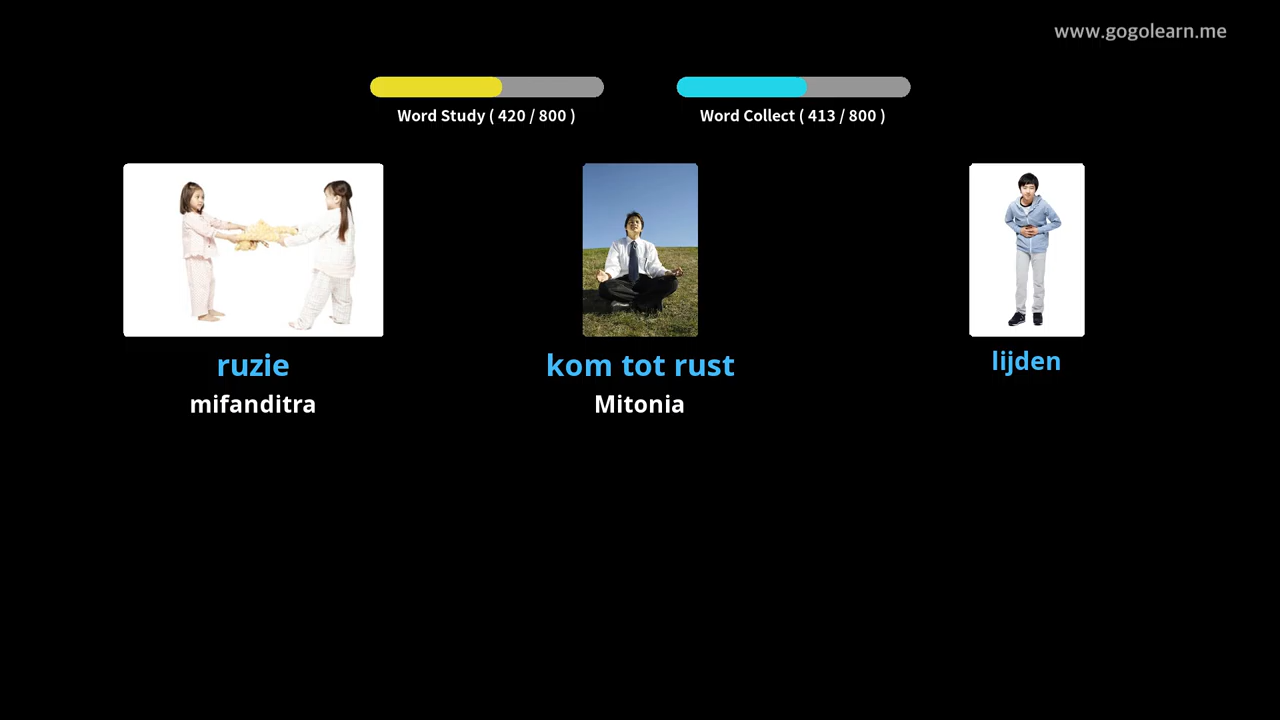 www.gogolearn.me
Word Study ( 420 / 800 )
Word Collect ( 413 / 800 )
ruzie
mifanditra
kom tot rust
Mitonia
lijden